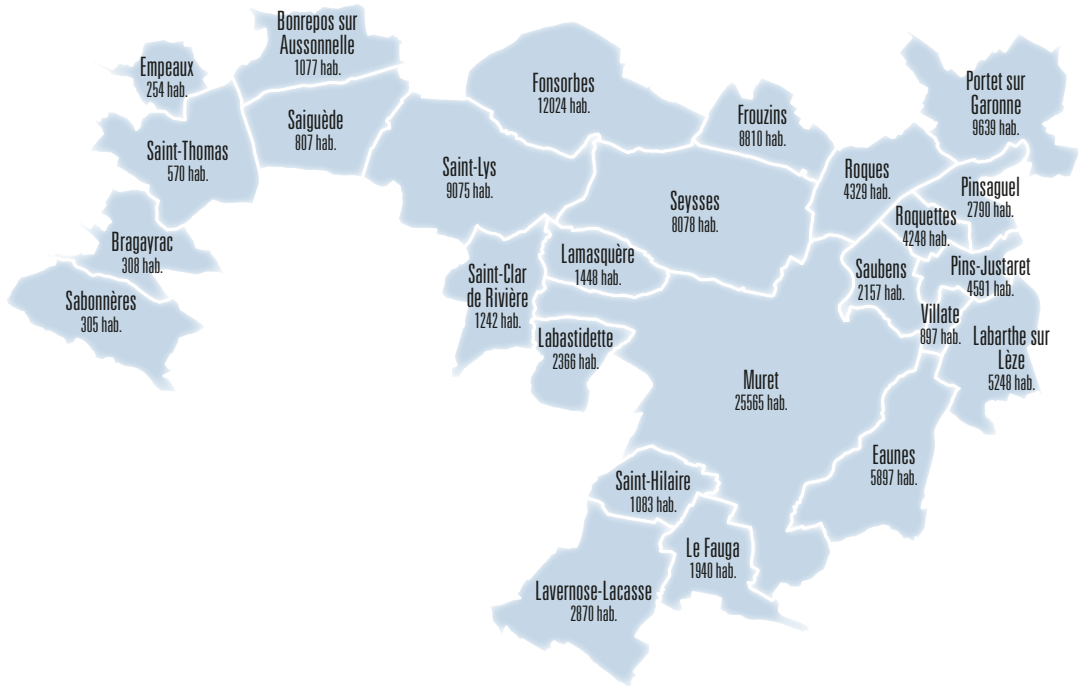 Bonrepos sur
Aussonnelle
1077 hab.
Empeaux
254 hab.
Fonsorbes
12024 hab.
Portet sur
Garonne
9639 hab.
Saiguède
807 hab.
Frouzins
8810 hab.
Saint-Thomas
570 hab.
Saint-Lys
9075 hab.
Roques
4329 hab.
Pinsaguel
2790 hab.
Seysses
8078 hab.
Roquettes
4248 hab.
Bragayrac
308 hab.
Lamasquère
1448 hab.
Saint-Clar
de Rivière
1242 hab.
Saubens
2157 hab.
Pins-Justaret
4591 hab.
Sabonnères
305 hab.
Villate
897 hab.
Labastidette
2366 hab.
Labarthe sur
Lèze
5248 hab.
Muret
25565 hab.
Eaunes
5897 hab.
Saint-Hilaire
1083 hab.
Le Fauga
1940 hab.
Lavernose-Lacasse
2870 hab.